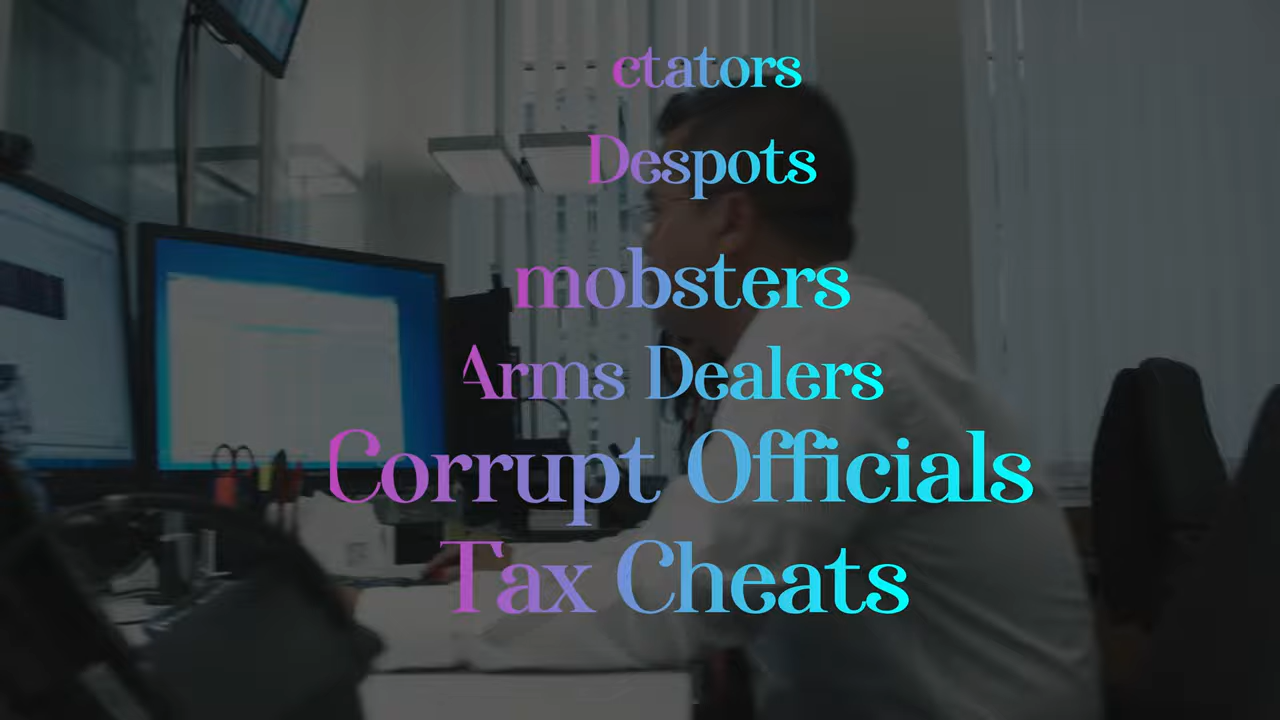 ctators
Despots
mobsters
Arms Dealers
Corrupt Officials
Tax Cheats